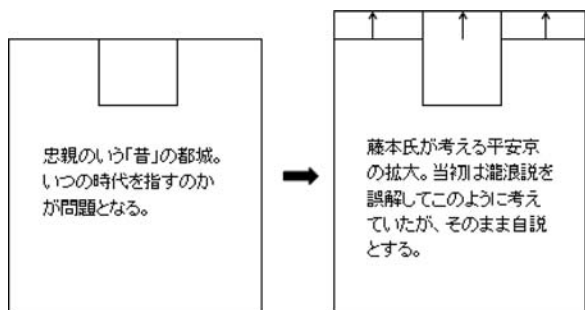 忠親のいう「昔」の都城。
いつの時代を指すのか
が問題となる。
藤本氏が考える平安京
の拡大。当初は瀧浪説を
誤解してこのように考え
ていたが、そのまま自説
とする。